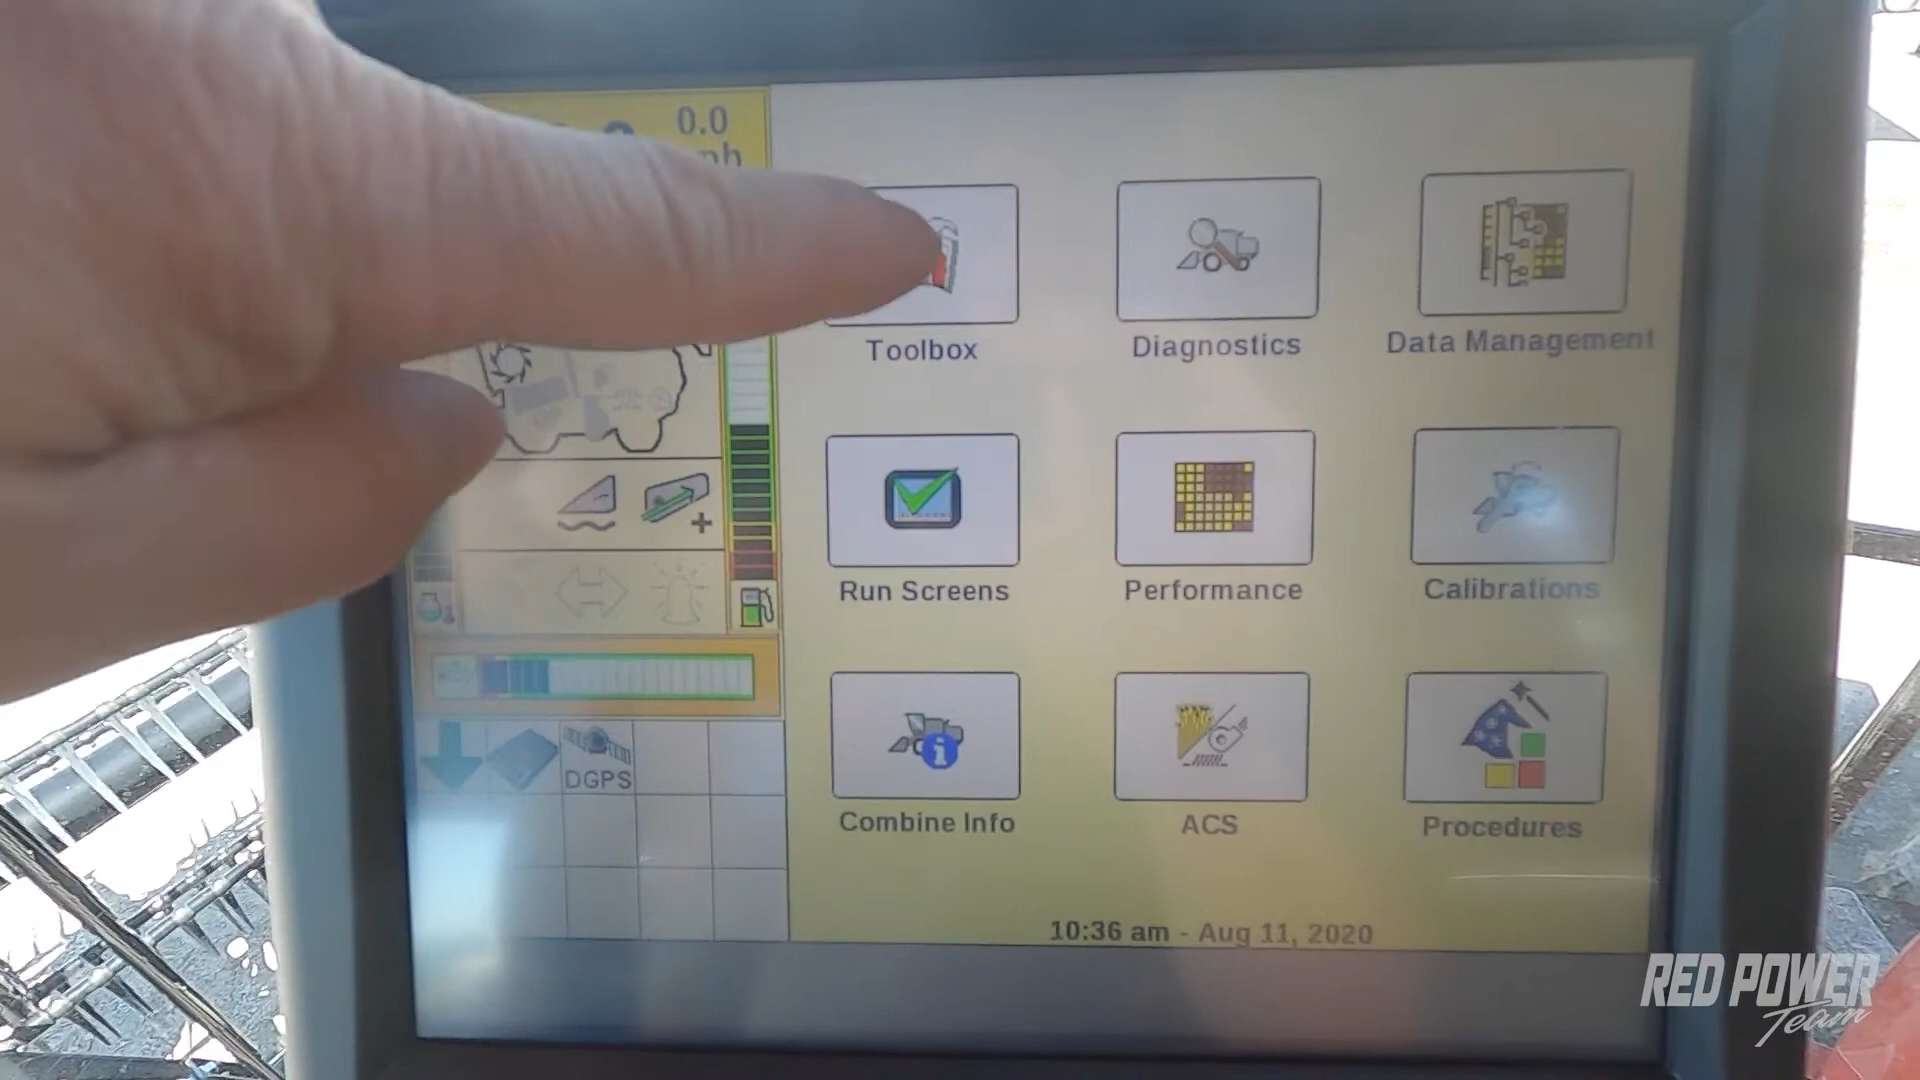 0.0
Toolbox
Diagnostics
Data Management
Run Screens
Performance
Calibrations
DGPS
Combine Info
ACS
Procedures
10:36 am - Aug 11, 2020
RED POWER
Team